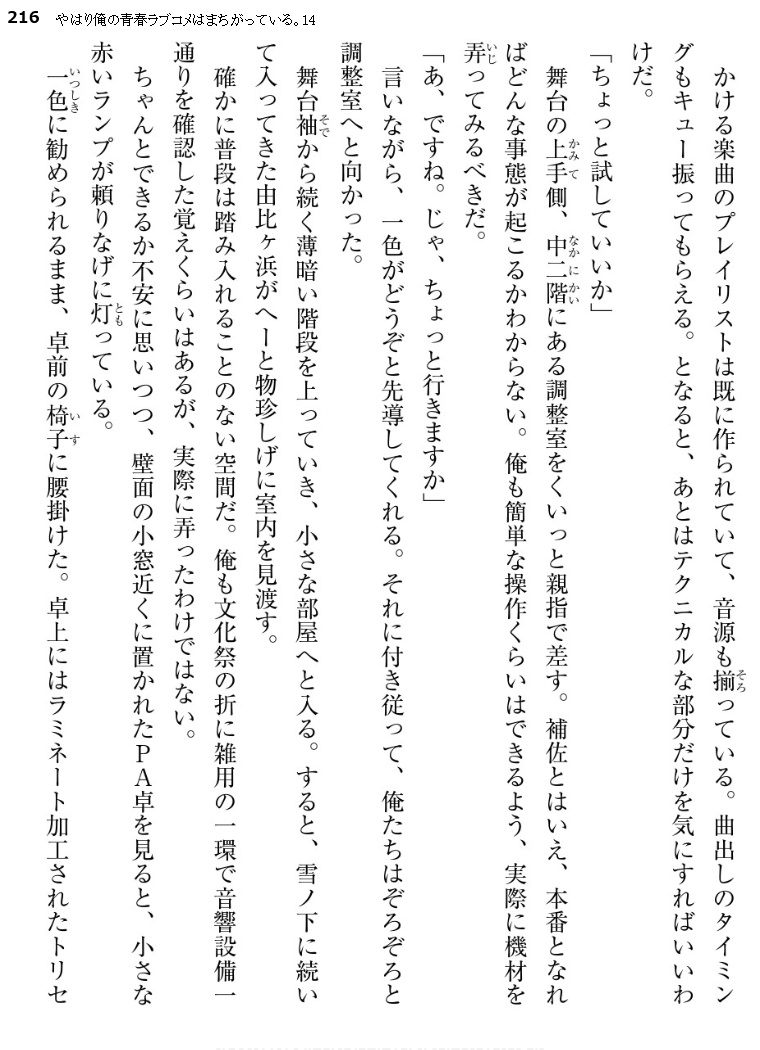 216 やはり俺の青春ラブコメはまちがっている。14
　かける楽曲のプレイリストは既に作られていて、音源も揃っている。曲出しのタイミン
グもキュー振ってもらえる。となると、あとはテクニカルな部分だけを気にすればいいわ
けだ。
「ちょっと試していいか」
　舞台の上手側、中二階にある調整室をくいっと親指で差す。補佐とはいえ、本番となれ
ばどんな事態が起こるかわからない。俺も簡単な操作くらいはできるよう、実際に機材を
弄ってみるべきだ。
「あ、ですね。じゃ、ちょっと行きますか」
　言いながら、一色がどうぞと先導してくれる。それに付き従って、俺たちはぞろぞろと
調整室へと向かった。
　舞台袖から続く薄暗い階段を上っていき、小さな部屋へと入る。すると、雪ノ下に続い
て入ってきた由比ヶ浜がへーと物珍しげに室内を見渡す。
　確かに普段は踏み入れることのない空間だ。俺も文化祭の折に雑用の一環で音響設備一
通りを確認した覚えくらいはあるが、実際に弄ったわけではない。
　ちゃんとできるか不安に思いつつ、壁面の小窓近くに置かれたＰＡ卓を見ると、小さな
赤いランプが頼りなげに灯っている。
　一色に勧められるまま、卓前の椅子に腰掛けた。卓上にはラミネート加工されたトリセ